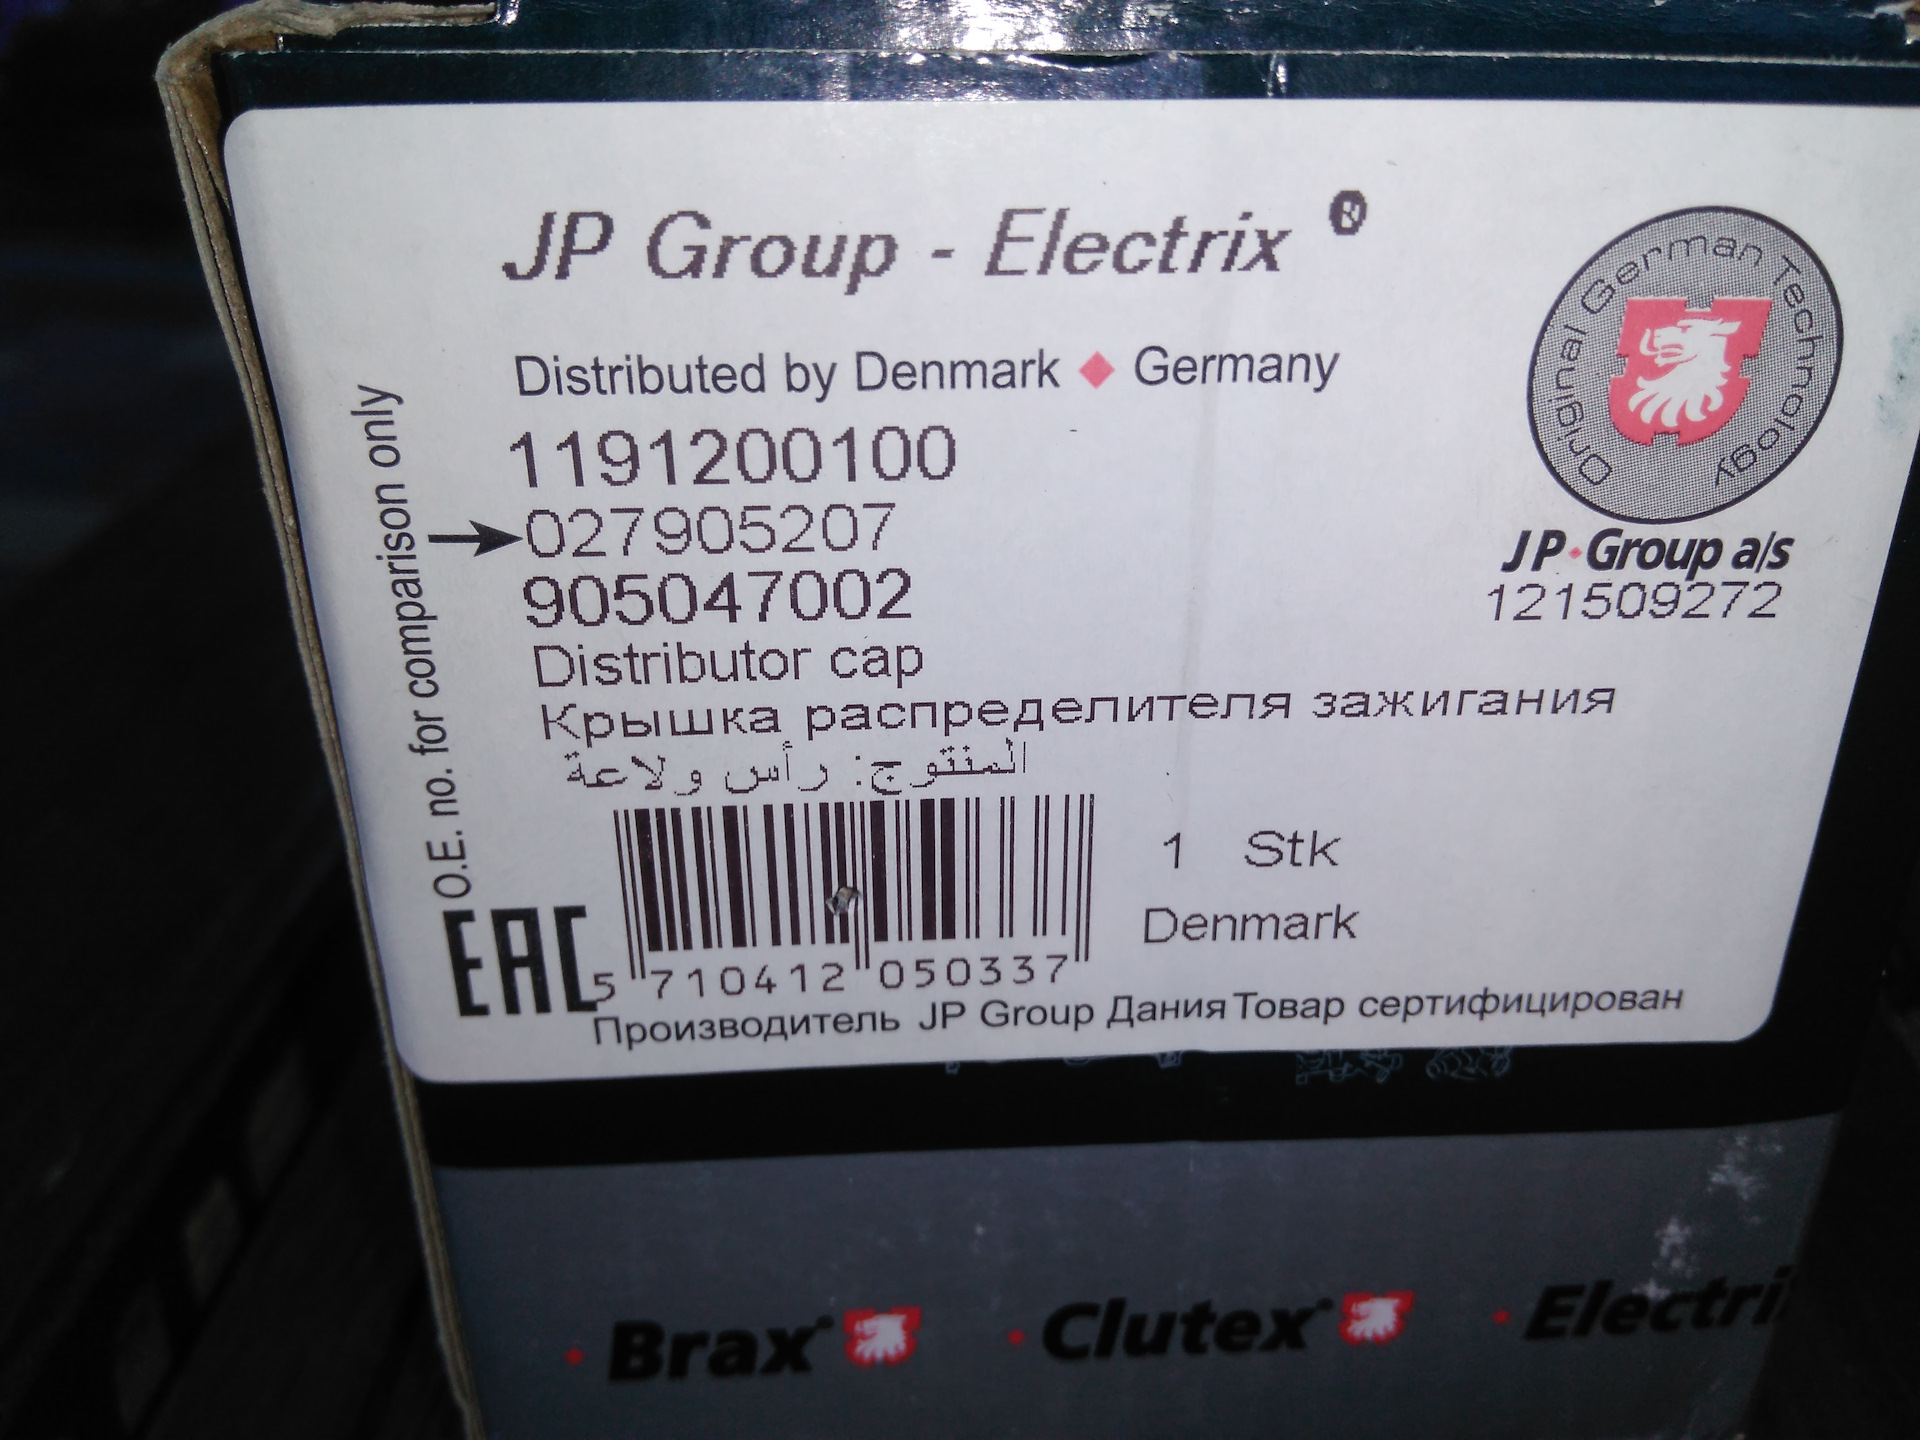 JP Group - Electrix ®
Distributed by Denmark ♦ Germany
Original German Technology
1191200100
027905207
905047002
JP•Group a/s
121509272
Distributor cap
Крышка распределителя зажигания
المنتوج: رأس ولاعة
O.E. no. for comparison only
1 Stk
Denmark
EAC
5 710412 050337
Производитель JP Group Дания Товар сертифицирован
Brax
Clutex
Electri